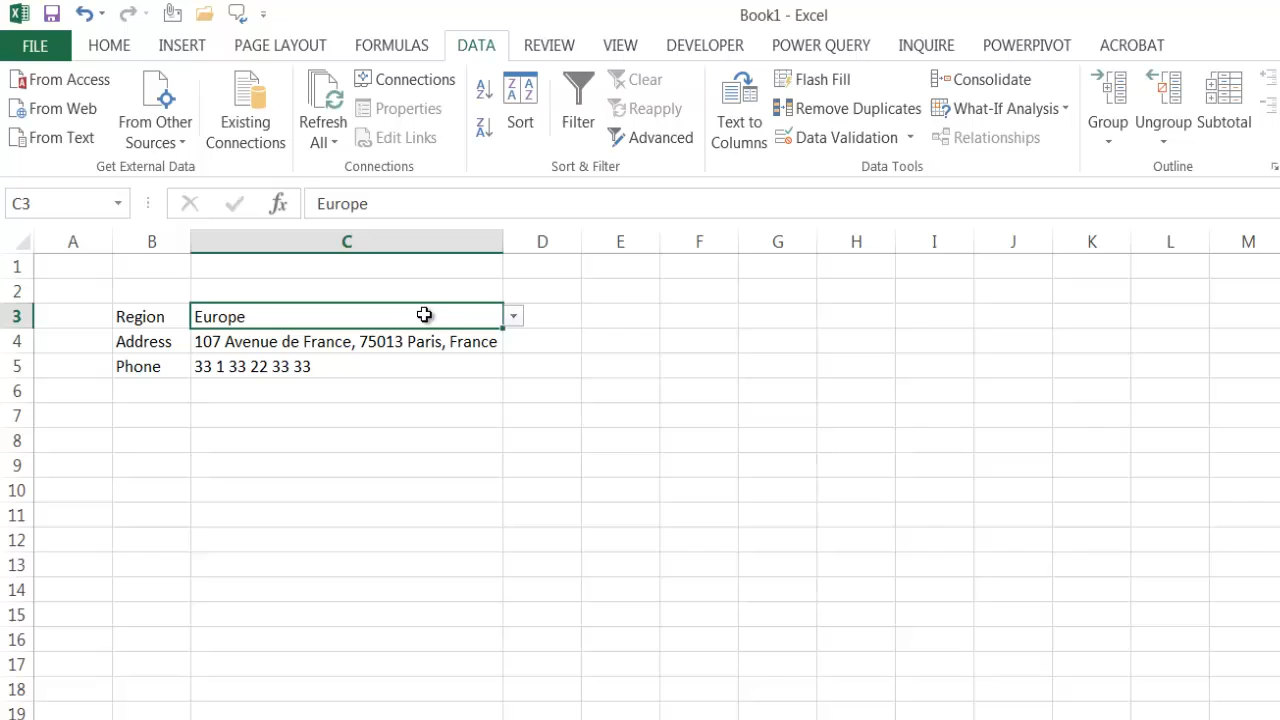 Book1 - Excel
FILE HOME INSERT PAGE LAYOUT FORMULAS DATA REVIEW VIEW DEVELOPER POWER QUERY INQUIRE POWERPIVOT ACROBAT
From Access
From Web
From Text
From Other
Sources
Get External Data
Existing
Connections
Refresh
All
Connections
Properties
Edit Links
Connections
Sort
Filter
Clear
Reapply
Advanced
Sort & Filter
Text to
Columns
Flash Fill
Remove Duplicates
Data Validation
Consolidate
What-If Analysis
Relationships
Data Tools
Group
Ungroup
Subtotal
Outline
C3 fx Europe
A B C D E F G H I J K L M
1
2
3 Region Europe
4 Address 107 Avenue de France, 75013 Paris, France
5 Phone 33 1 33 22 33 33
6
7
8
9
10
11
12
13
14
15
16
17
18
19